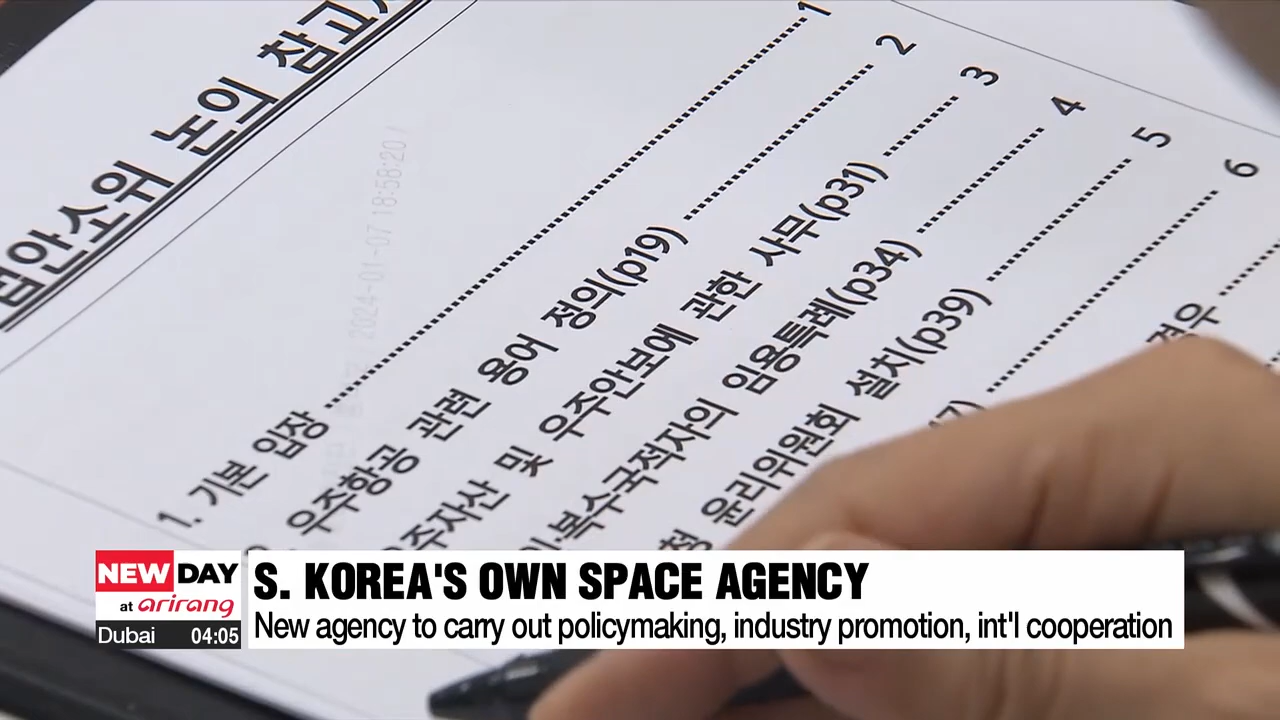 법안소위 논의 참고
1. 기본 입장 1
우주항공 관련 용어 정의(p19) 2
우주자산 및 우주안보에 관한 사무(p31) 3
복수국적자의 임용특례(p34) 4
윤리위원회 설치(p39) 5
6
경우
2024-01-07 18:58:20
NEW DAY
at arirang
Dubai 04:05
S. KOREA'S OWN SPACE AGENCY
New agency to carry out policymaking, industry promotion, int'l cooperation